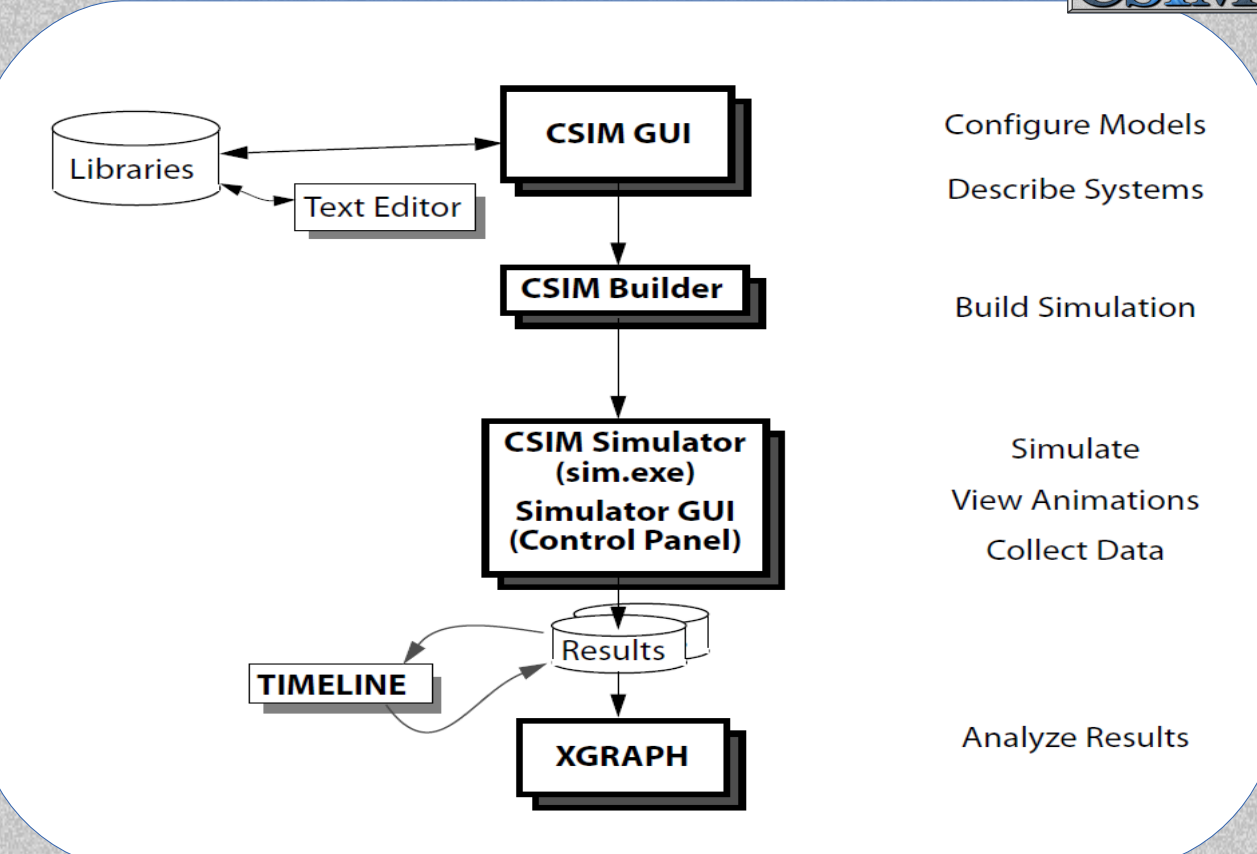 CSIM
CSIM GUI
Configure Models
Libraries
Describe Systems
Text Editor
CSIM Builder
Build Simulation
CSIM Simulator
(sim.exe)
Simulator GUI
(Control Panel)
Simulate
View Animations
Collect Data
Results
TIMELINE
XGRAPH
Analyze Results